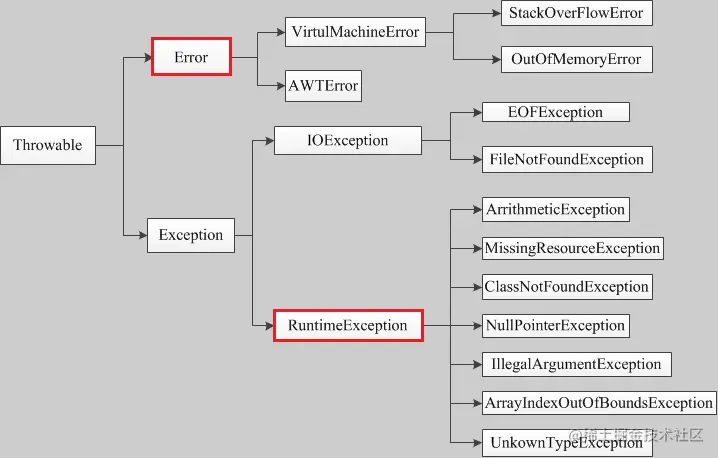 Throwable
Error
VirtulMachineError
StackOverFlowError
OutOfMemoryError
AWTError
Exception
IOException
EOFException
FileNotFoundException
RuntimeException
ArrithmeticException
MissingResourceException
ClassNotFoundException
NullPointerException
IllegalArgumentException
ArrayIndexOutOfBoundsException
UnkownTypeException
@稀土掘金技术社区